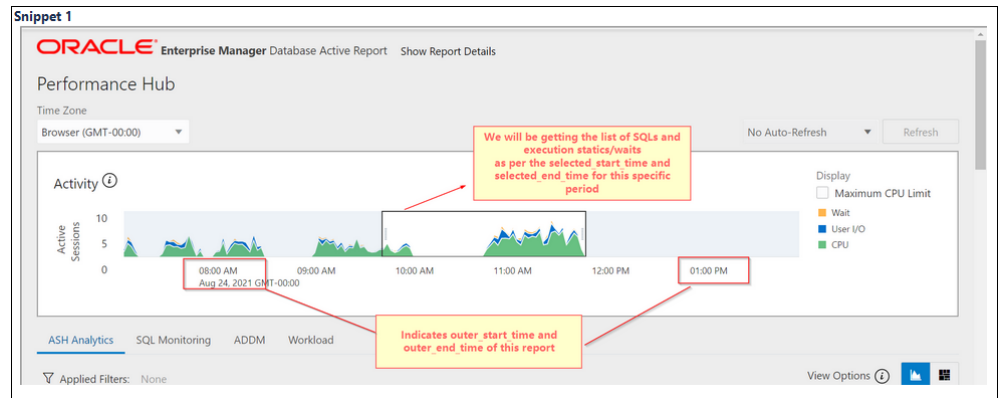 Snippet 1
ORACLE Enterprise Manager Database Active Report Show Report Details
Performance Hub
Time Zone
Browser (GMT-00:00)
No Auto-Refresh
Refresh
We will be getting the list of SQLs and
execution statics/waits
as per the selected_start_time and
selected_end_time for this specific
period
Activity
Display
Maximum CPU Limit
Wait
User I/O
CPU
Active
Sessions
10
5
0
08:00 AM
09:00 AM
10:00 AM
11:00 AM
12:00 PM
01:00 PM
Aug 24, 2021 GMT-00:00
Indicates outer_start_time and
outer_end_time of this report
ASH Analytics SQL Monitoring ADDM Workload
Applied Filters: None
View Options